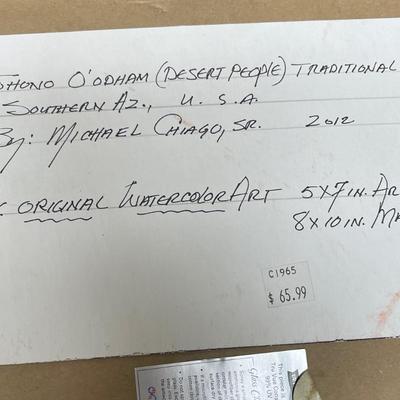 OHONO O'ODHAM (DESERT PEOPLE) TRADITIONAL
SOUTHERN AZ., U.S.A.
BY: MICHAEL CHIAGO, SR. 2012
ORIGINAL WATERCOLOR ART 5X7 IN. AR
8X10 IN. MA
C1965
$ 65.99